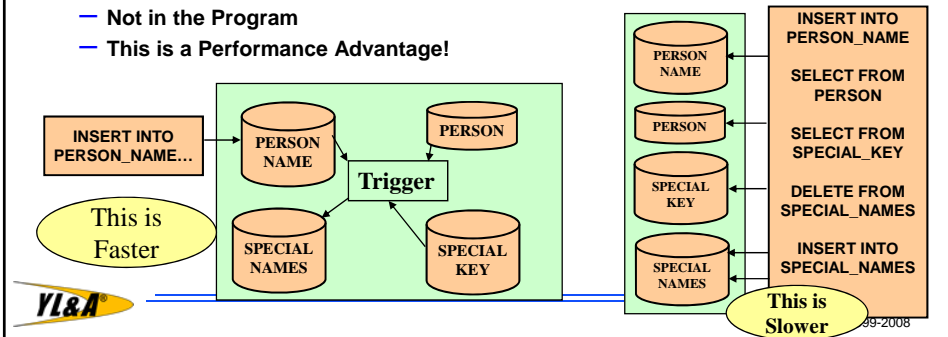 — Not in the Program
— This is a Performance Advantage!
INSERT INTO
PERSON_NAME…
PERSON
NAME
PERSON
Trigger
SPECIAL
NAMES
SPECIAL
KEY
This is
Faster
PERSON
NAME
PERSON
SPECIAL
KEY
SPECIAL
NAMES
INSERT INTO
PERSON_NAME
SELECT FROM
PERSON
SELECT FROM
SPECIAL_KEY
DELETE FROM
SPECIAL_NAMES
INSERT INTO
SPECIAL_NAMES
This is
Slower
YL&A®
99-2008